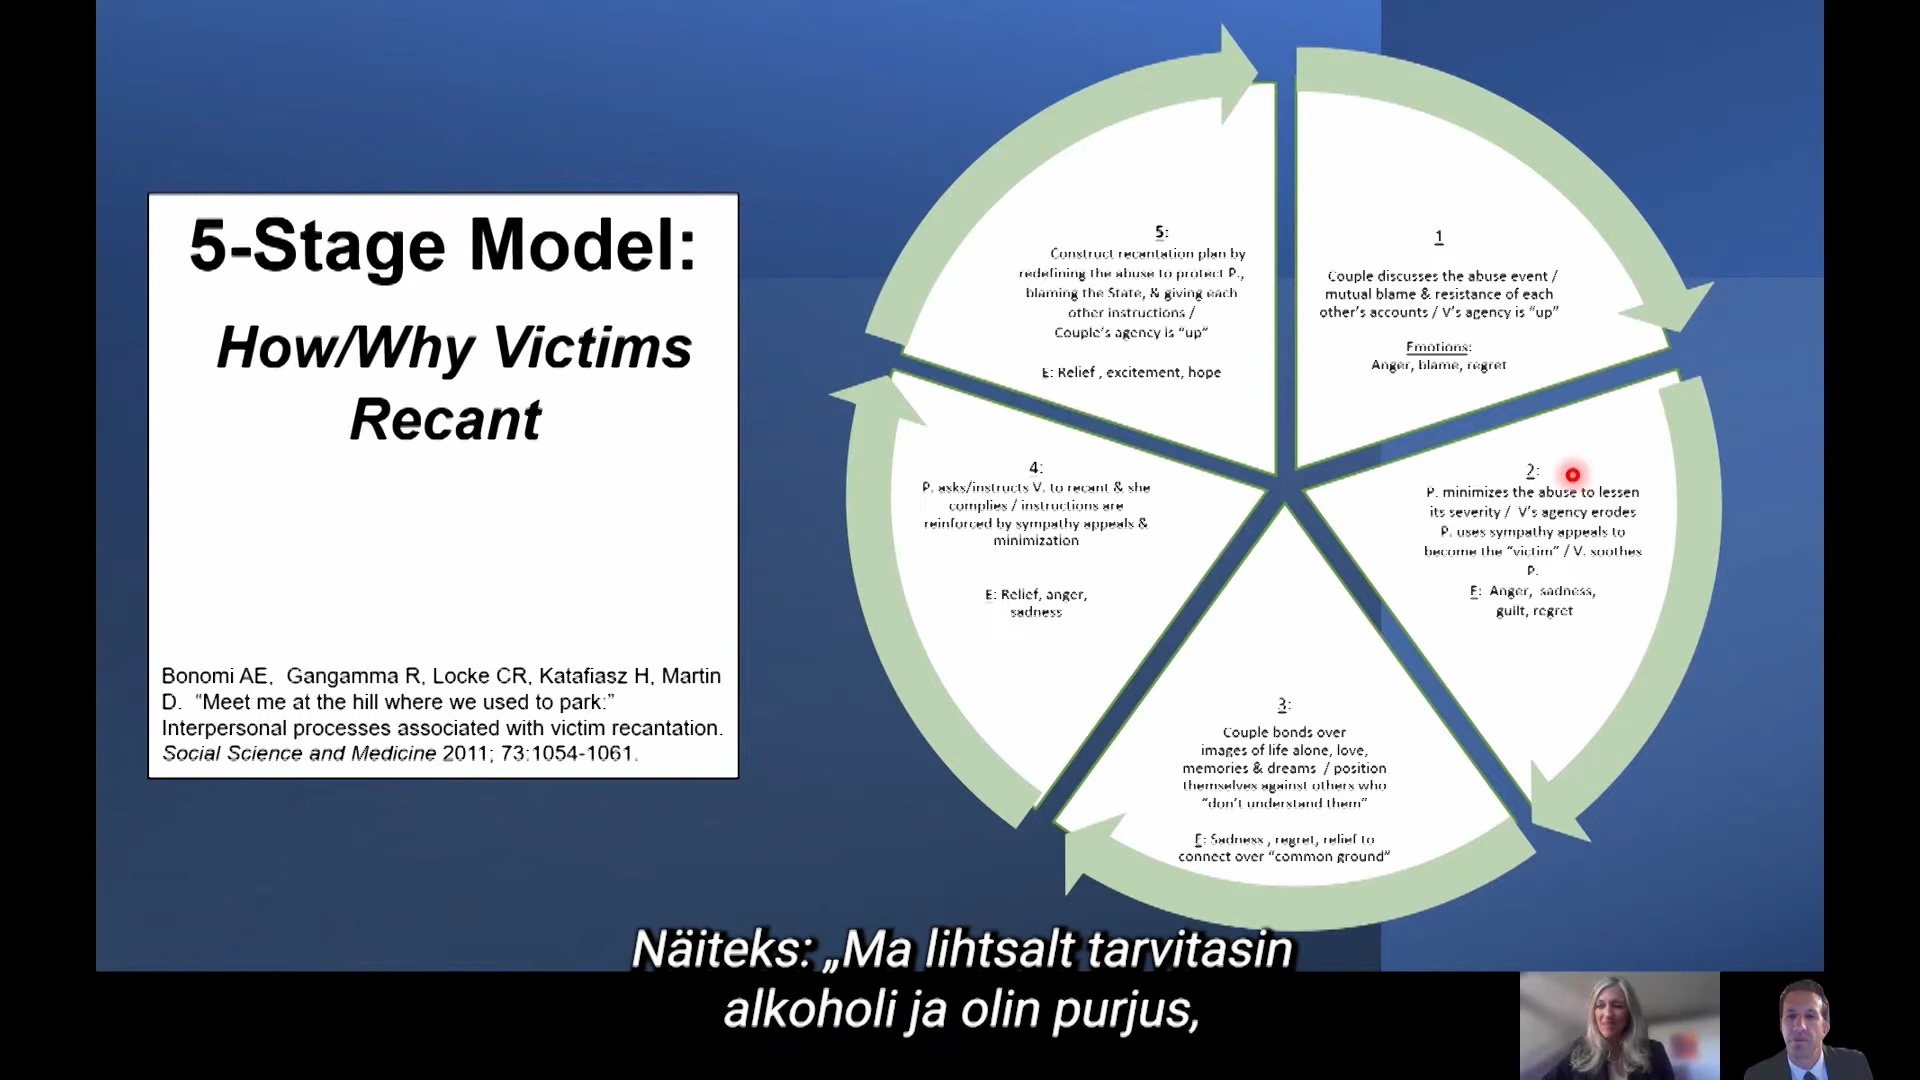 5-Stage Model:
How/Why Victims
Recant
Bonomi AE, Gangamma R, Locke CR, Katafiasz H, Martin
D. “Meet me at the hill where we used to park:”
Interpersonal processes associated with victim recantation.
Social Science and Medicine 2011; 73:1054-1061.
1
Couple discusses the abuse event /
mutual blame & resistance of each
other’s accounts / V’s agency is “up”
Emotions:
Anger, blame, regret
2:
P. minimizes the abuse to lessen
its severity / V’s agency erodes
P. uses sympathy appeals to
become the “victim” / V. soothes
P.
E: Anger, sadness,
guilt, regret
3:
Couple bonds over
images of life alone, love,
memories & dreams / position
themselves against others who
“don’t understand them”
E: Sadness , regret, relief to
connect over “common ground”
4:
P. asks/instructs V. to recant & she
complies / instructions are
reinforced by sympathy appeals &
minimization
E: Relief, anger,
sadness
5:
Construct recantation plan by
redefining the abuse to protect P.,
blaming the State, & giving each
other instructions /
Couple’s agency is “up”
E: Relief , excitement, hope
Näiteks: „Ma lihtsalt tarvitasin
alkoholi ja olin purjus,